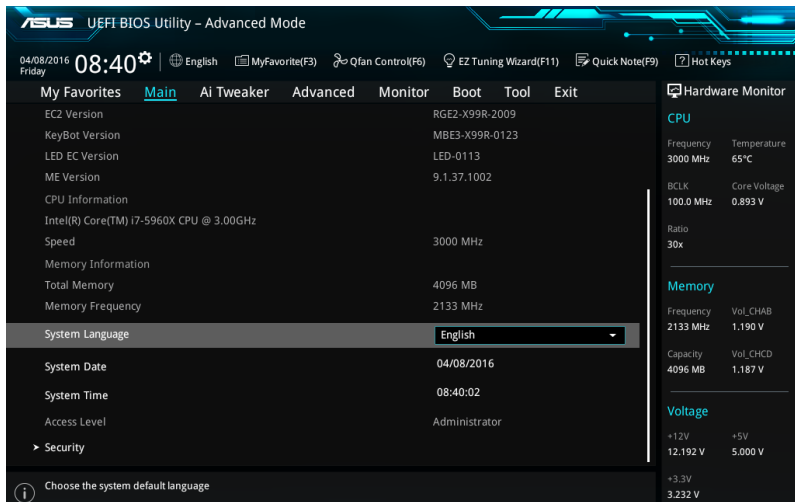 ASUS UEFI BIOS Utility – Advanced Mode
04/08/2016
Friday
08:40
English MyFavorite(F3) Qfan Control(F6) EZ Tuning Wizard(F11) Quick Note(F9) ? Hot Keys
My Favorites Main Ai Tweaker Advanced Monitor Boot Tool Exit
EC2 Version RGE2-X99R-2009
KeyBot Version MBE3-X99R-0123
LED EC Version LED-0113
ME Version 9.1.37.1002
CPU Information
Intel(R) Core(TM) i7-5960X CPU @ 3.00GHz
Speed 3000 MHz
Memory Information
Total Memory 4096 MB
Memory Frequency 2133 MHz
System Language English
System Date 04/08/2016
System Time 08:40:02
Access Level Administrator
Security
Choose the system default language
Hardware Monitor
CPU
Frequency Temperature
3000 MHz 65°C
BCLK Core Voltage
100.0 MHz 0.893 V
Ratio
30x
Memory
Frequency Vol_CHAB
2133 MHz 1.190 V
Capacity Vol_CHCD
4096 MB 1.187 V
Voltage
+12V +5V
12.192 V 5.000 V
+3.3V
3.232 V